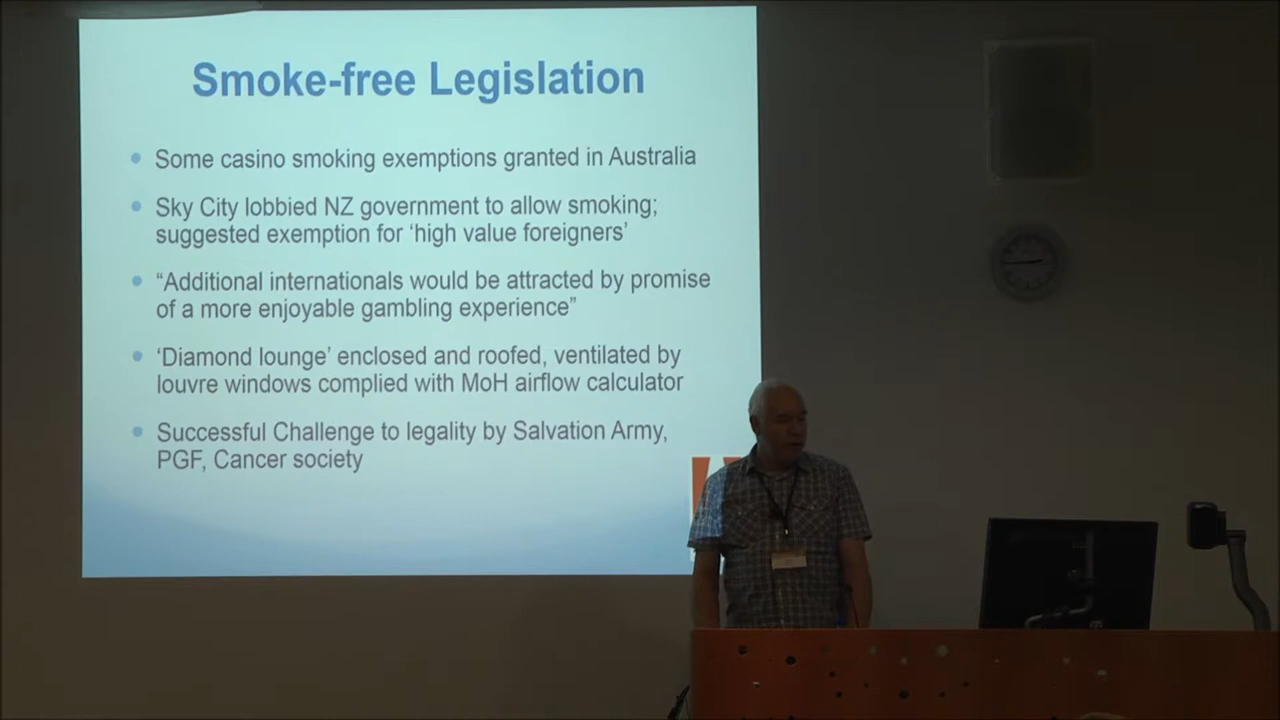 Smoke-free Legislation
Some casino smoking exemptions granted in Australia
Sky City lobbied NZ government to allow smoking;
suggested exemption for ‘high value foreigners’
“Additional internationals would be attracted by promise
of a more enjoyable gambling experience”
‘Diamond lounge’ enclosed and roofed, ventilated by
louvre windows complied with MoH airflow calculator
Successful Challenge to legality by Salvation Army,
PGF, Cancer society